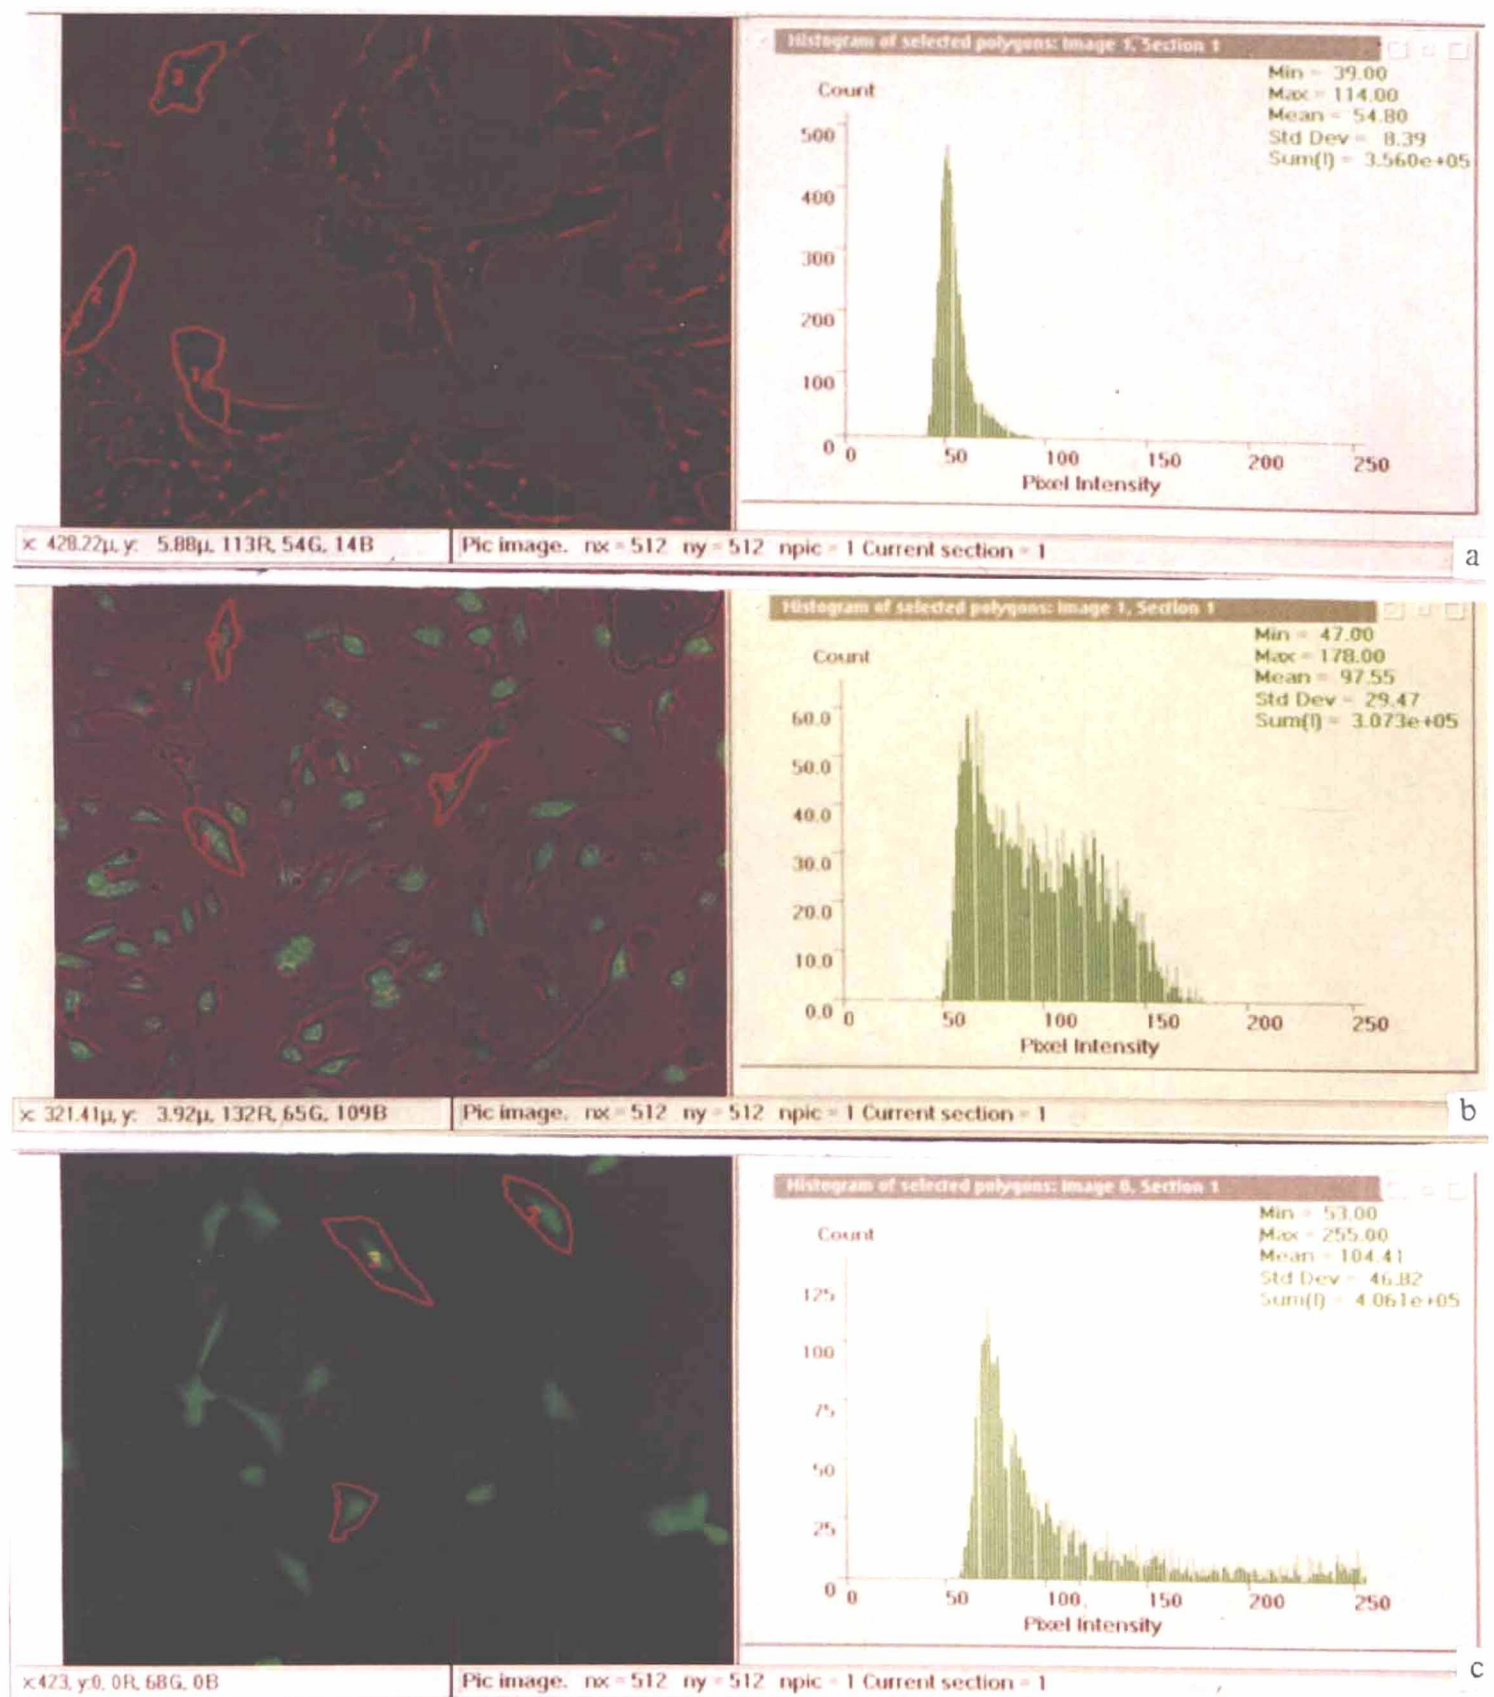 3
2
1
Histogram of selected polygons: Image 1, Section 1
Min = 39.00
Max = 114.00
Mean = 54.80
Std Dev = 8.39
Sum(I) = 3.560e+05
Count
500
400
300
200
100
0
0 50 100 150 200 250
Pixel Intensity
x: 428.22µ, y: 5.88µ, 113R, 54G, 14B
Pic image. nx = 512 ny = 512 npic = 1 Current section = 1
a
Histogram of selected polygons: Image 1, Section 1
Min = 47.00
Max = 178.00
Mean = 97.55
Std Dev = 29.47
Sum(I) = 3.073e+05
Count
60.0
50.0
40.0
30.0
20.0
10.0
0.0
0 50 100 150 200 250
Pixel Intensity
x: 321.41µ, y: 3.92µ, 132R, 65G, 109B
Pic image. nx = 512 ny = 512 npic = 1 Current section = 1
b
Histogram of selected polygons: Image 0, Section 1
Min = 53.00
Max = 255.00
Mean = 104.41
Std Dev = 46.82
Sum(I) = 4.061e+05
Count
125
100
75
50
25
0
0 50 100 150 200 250
Pixel Intensity
x:423, y:0, 0R, 68G, 0B
Pic image. nx = 512 ny = 512 npic = 1 Current section = 1
c